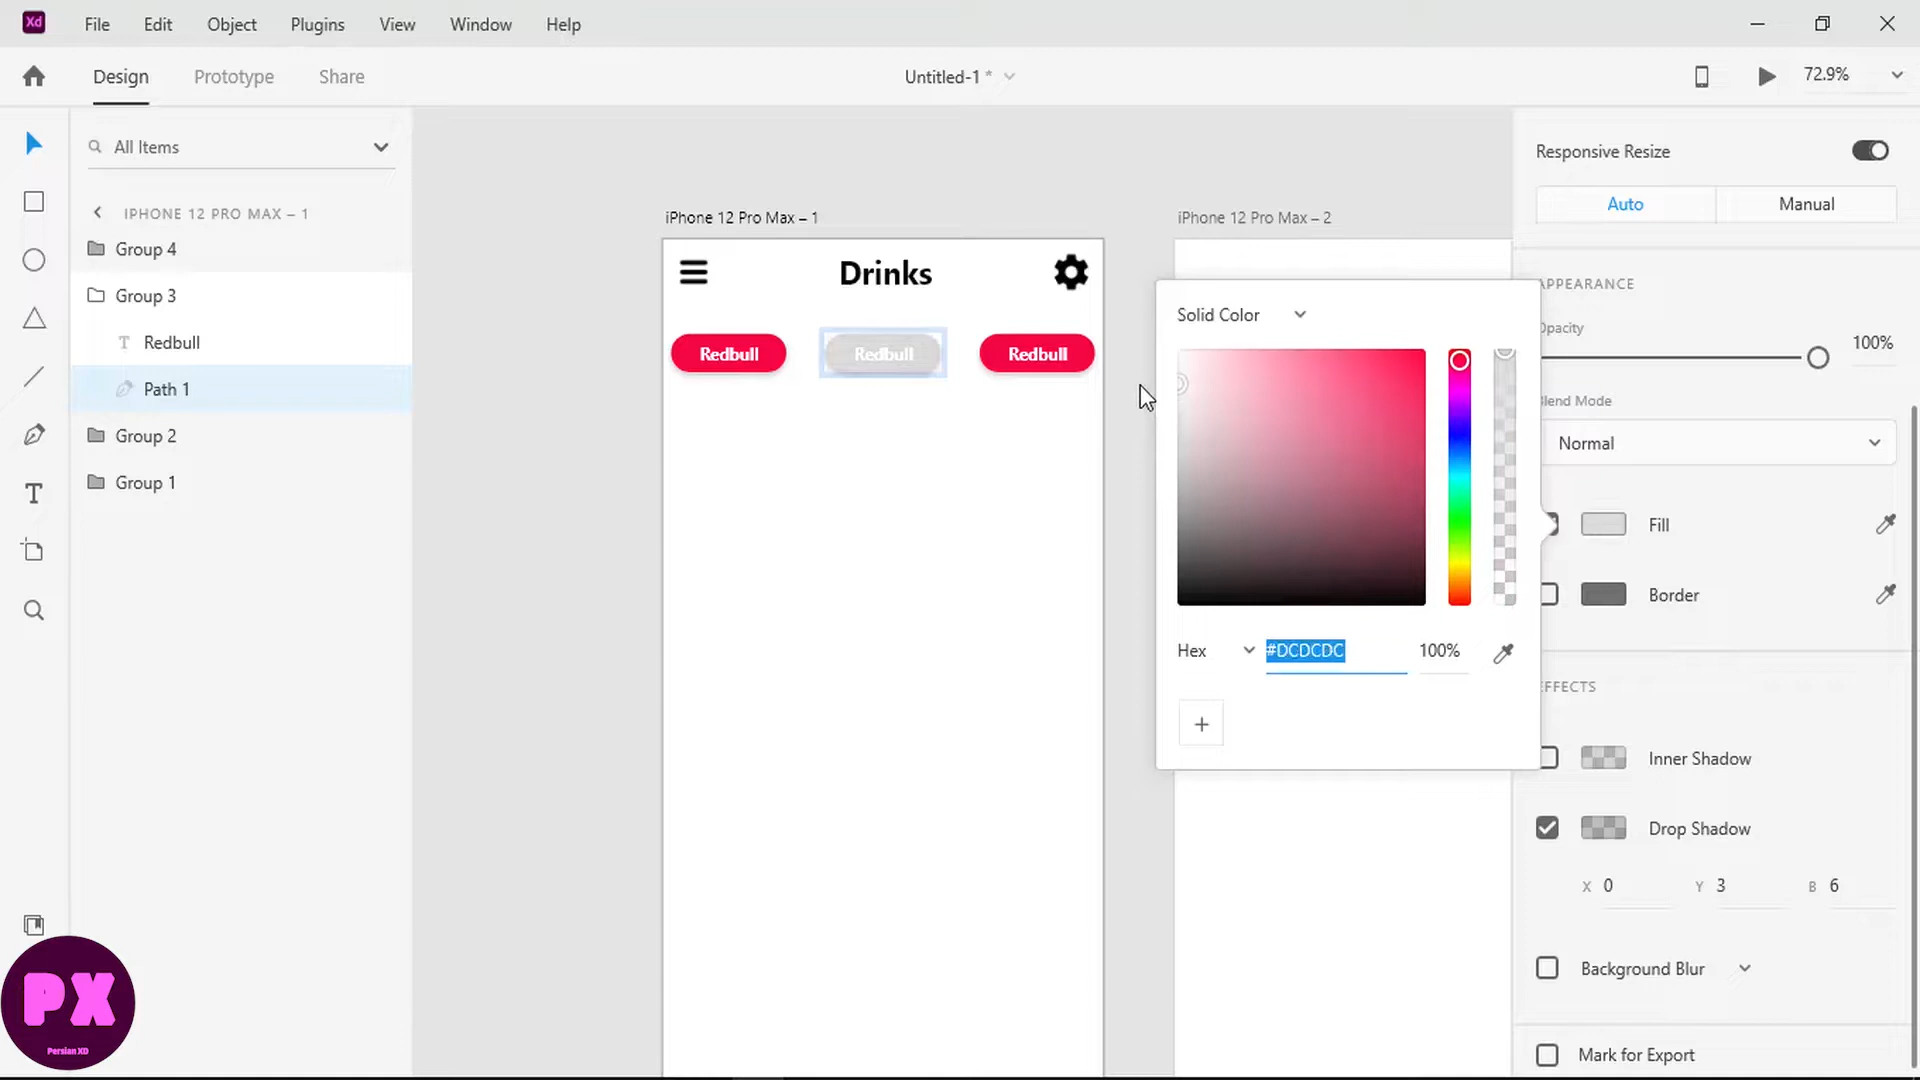 Xd
File Edit Object Plugins View Window Help
Design Prototype Share
Untitled-1 *
72.9%
All Items
IPHONE 12 PRO MAX – 1
Group 4
Group 3
T Redbull
Path 1
Group 2
Group 1
T
iPhone 12 Pro Max – 1
iPhone 12 Pro Max – 2
Drinks
Redbull
Redbull
Redbull
Solid Color
Hex #DCDCDC 100%
+
Responsive Resize
Auto Manual
APPEARANCE
Opacity
100%
Blend Mode
Normal
Fill
Border
EFFECTS
Inner Shadow
Drop Shadow
X 0 Y 3 B 6
Background Blur
Mark for Export
PX
Persian XD